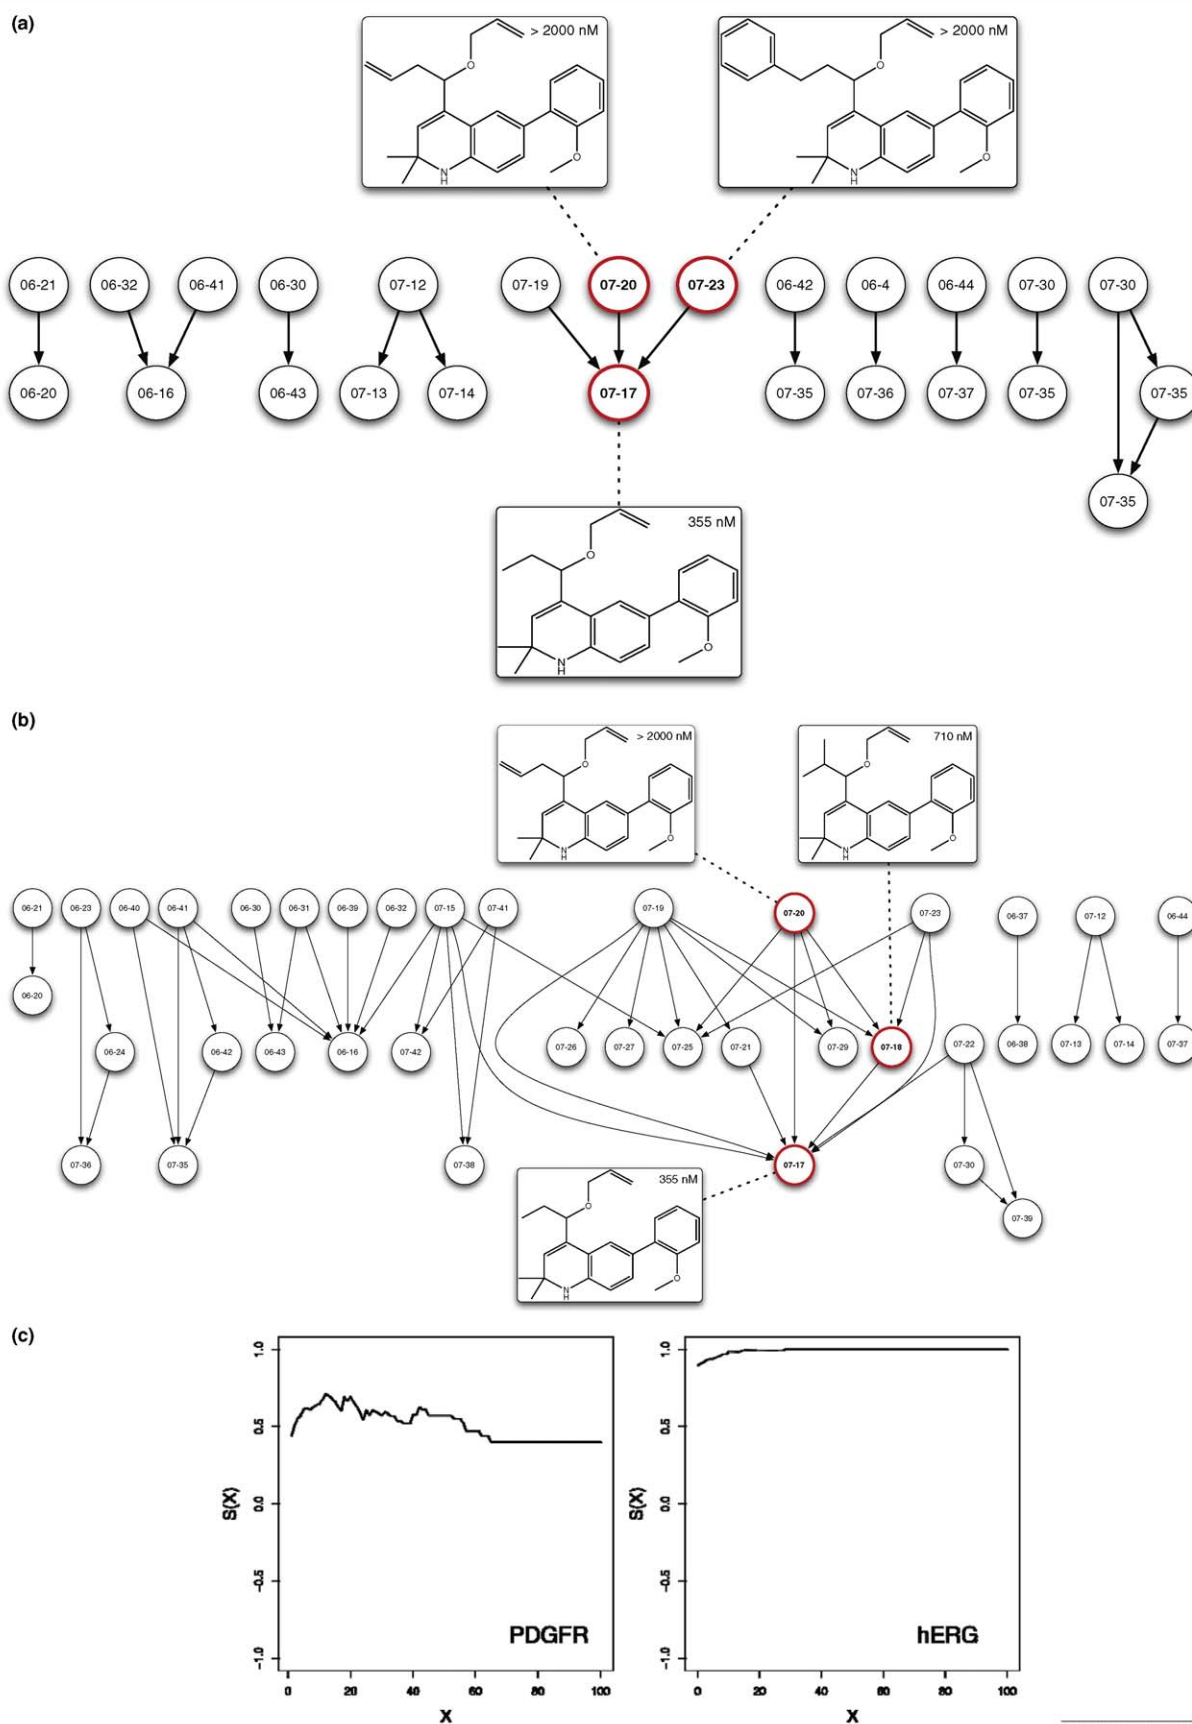 (a)
> 2000 nM
> 2000 nM
O
O
O
O
N
H
N
H
06-21
06-32
06-41
06-30
07-12
07-19
07-20
07-23
06-42
06-4
06-44
07-30
07-30
06-20
06-16
06-43
07-13
07-14
07-17
07-35
07-36
07-37
07-35
07-35
07-35
355 nM
O
O
N
H
(b)
> 2000 nM
710 nM
O
O
O
O
N
H
N
H
06-21
06-23
06-40
06-41
06-30
06-31
06-39
06-32
07-15
07-41
07-19
07-20
07-23
06-37
07-12
06-44
06-20
06-24
06-42
06-43
06-16
07-42
07-26
07-27
07-25
07-21
07-29
07-18
07-22
06-38
07-13
07-14
07-37
07-36
07-35
07-38
07-17
07-30
07-39
355 nM
O
O
N
H
(c)
1.0
0.5
0.0
-0.5
-1.0
S(X)
PDGFR
0 20 40 60 80 100
X
1.0
0.5
0.0
-0.5
-1.0
S(X)
hERG
0 20 40 60 80 100
X